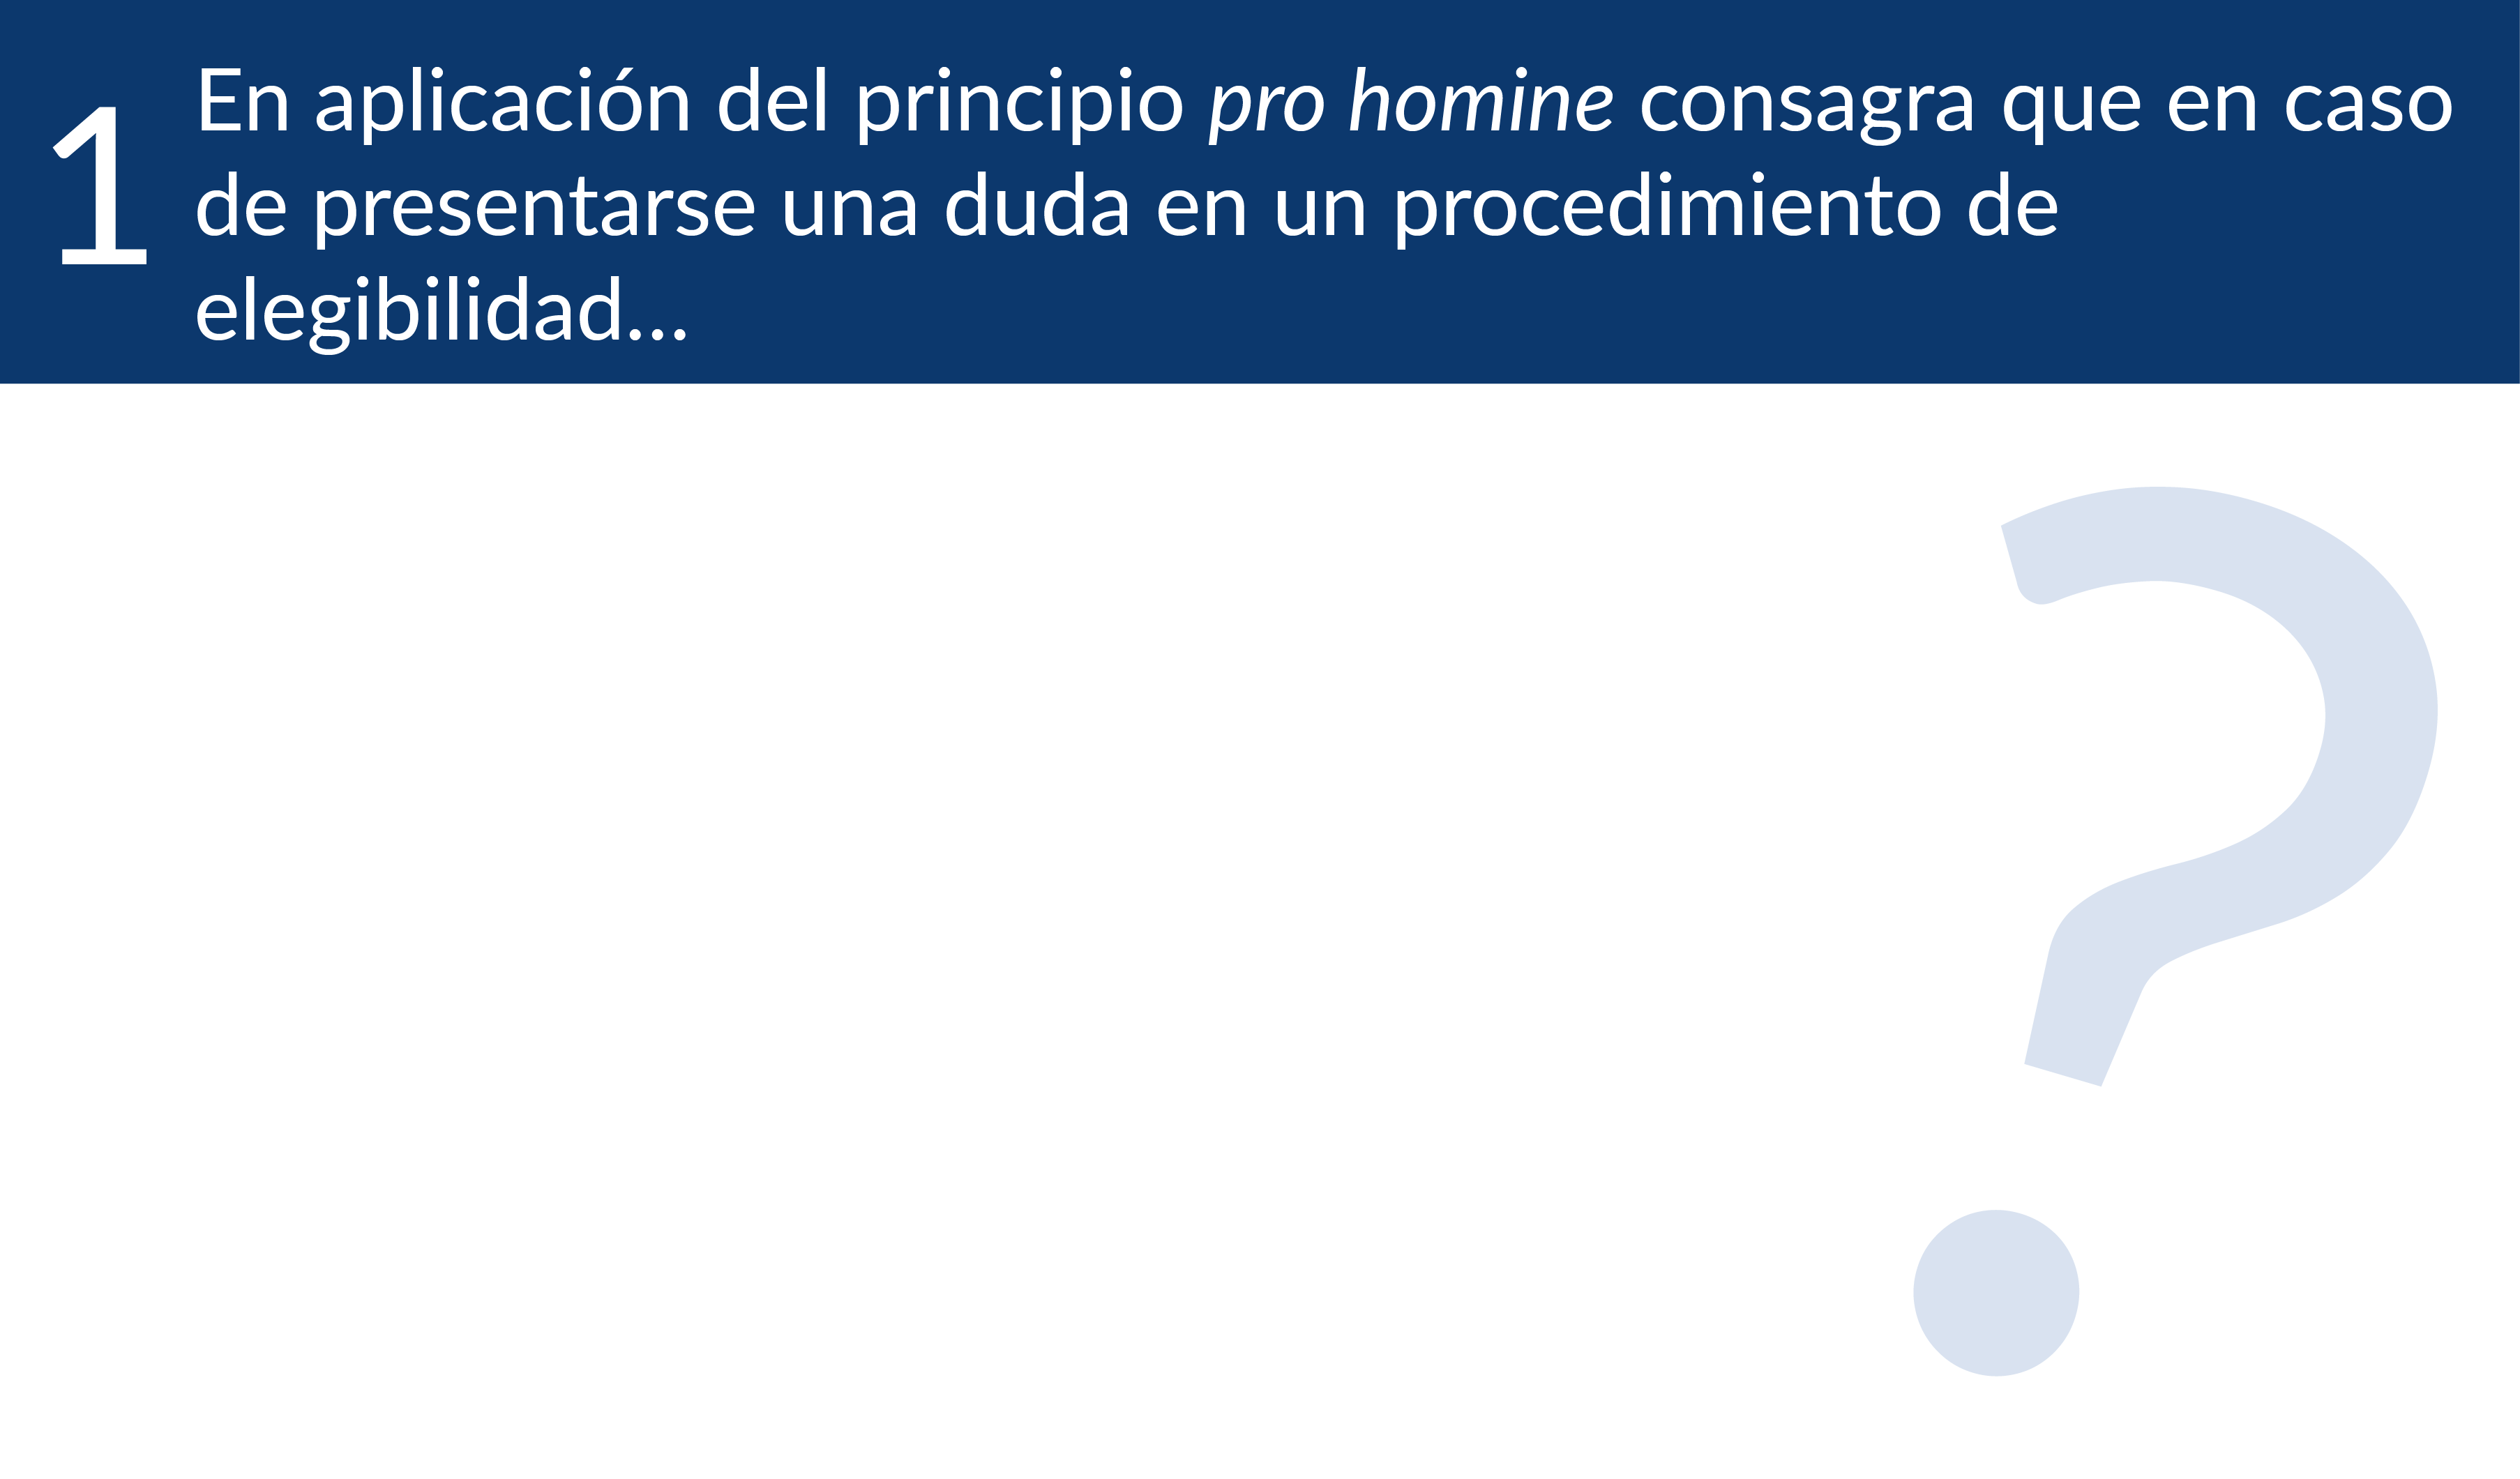 1
En aplicación del principio pro homine consagra que en caso
de presentarse una duda en un procedimiento de
elegibilidad...
?